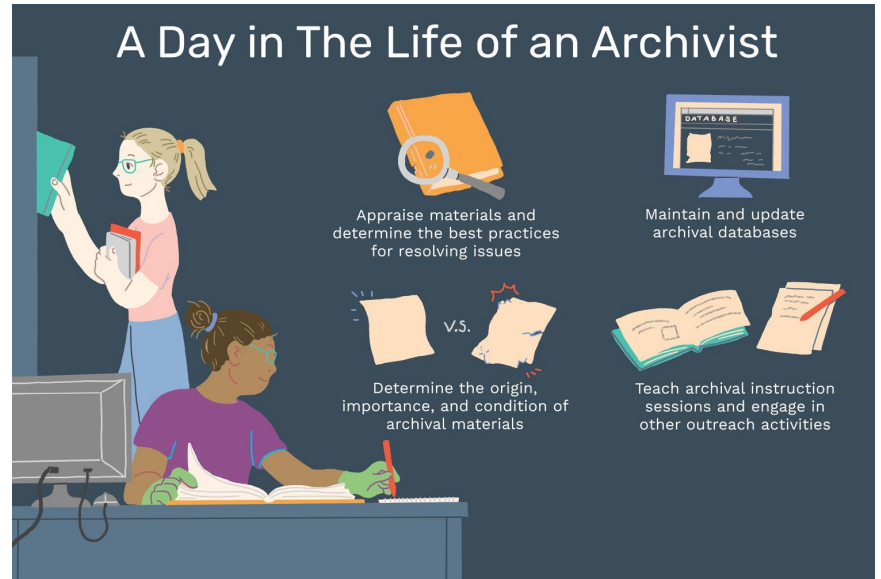 A Day in The Life of an Archivist
Appraise materials and
determine the best practices
for resolving issues
DATABASE
Maintain and update
archival databases
V.S.
Determine the origin,
importance, and condition of
archival materials
Teach archival instruction
sessions and engage in
other outreach activities